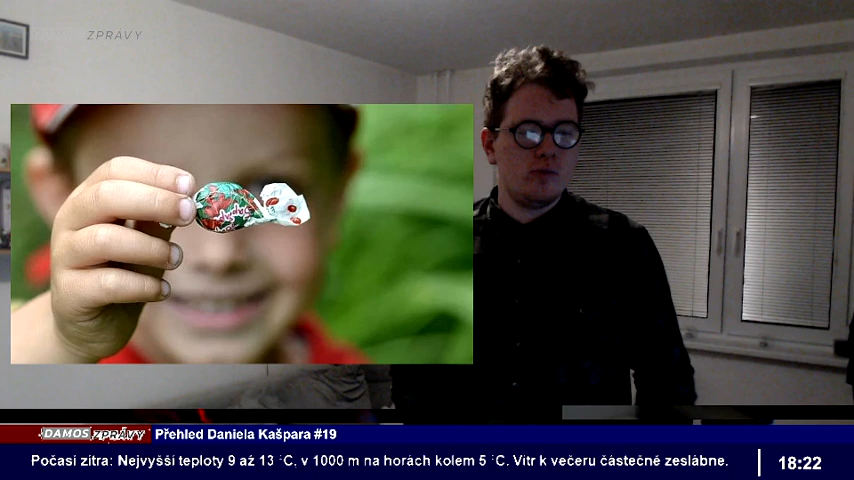 ZPRÁVY
DAMOS ZPRÁVY Přehled Daniela Kašpara #19
Počasí zítra: Nejvyšší teploty 9 až 13 °C, v 1000 m na horách kolem 5 °C. Vítr k večeru částečné zeslábne.
18:22